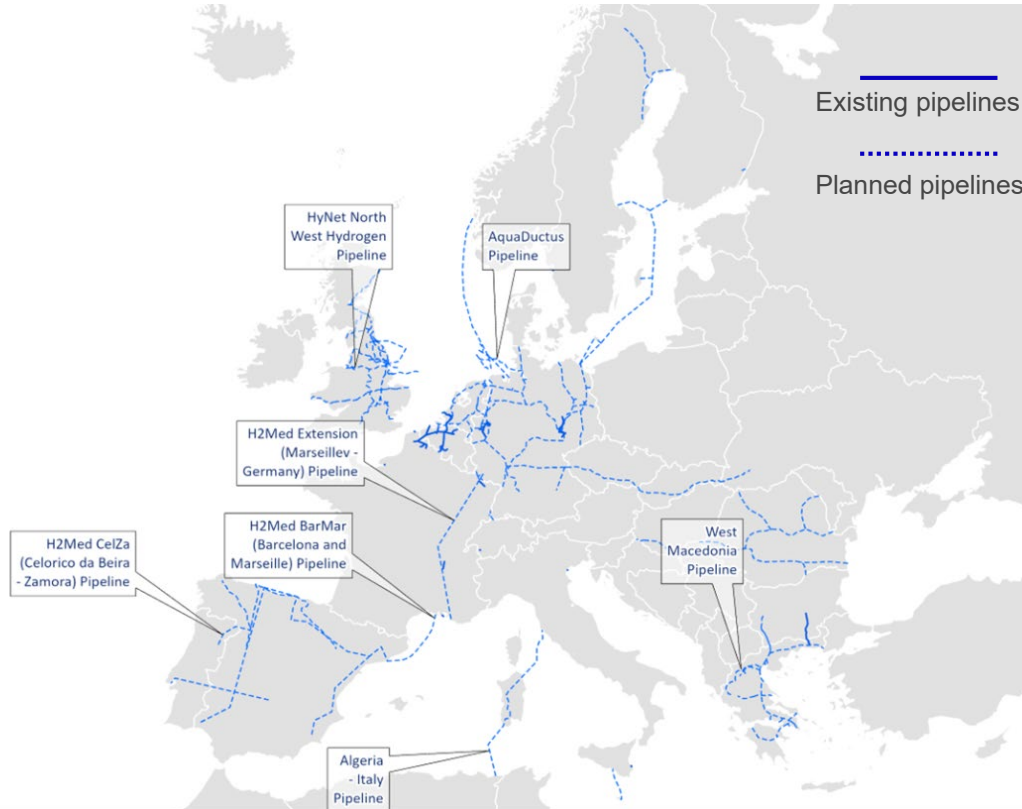 Existing pipelines
Planned pipelines
HyNet North
West Hydrogen
Pipeline
AquaDuctus
Pipeline
H2Med Extension
(Marseillev -
Germany) Pipeline
H2Med BarMar
(Barcelona and
Marseille) Pipeline
H2Med CelZa
(Celorico da Beira
- Zamora) Pipeline
West
Macedonia
Pipeline
Algeria
- Italy
Pipeline